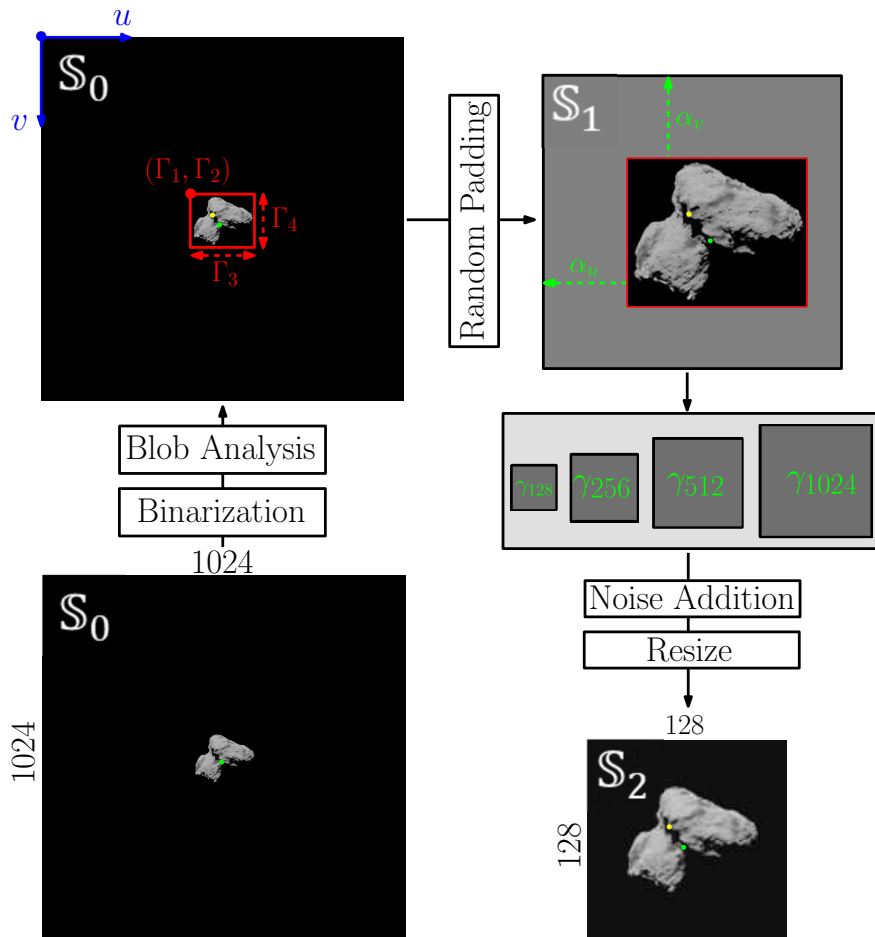 u
v
𝕊₀
(Γ₁, Γ₂)
Γ₄
Γ₃
Random Padding
𝕊₁
αᵥ
αᵤ
Blob Analysis
Binarization
γ₁₂₈
γ₂₅₆
γ₅₁₂
γ₁₀₂₄
1024
𝕊₀
1024
Noise Addition
Resize
128
𝕊₂
128